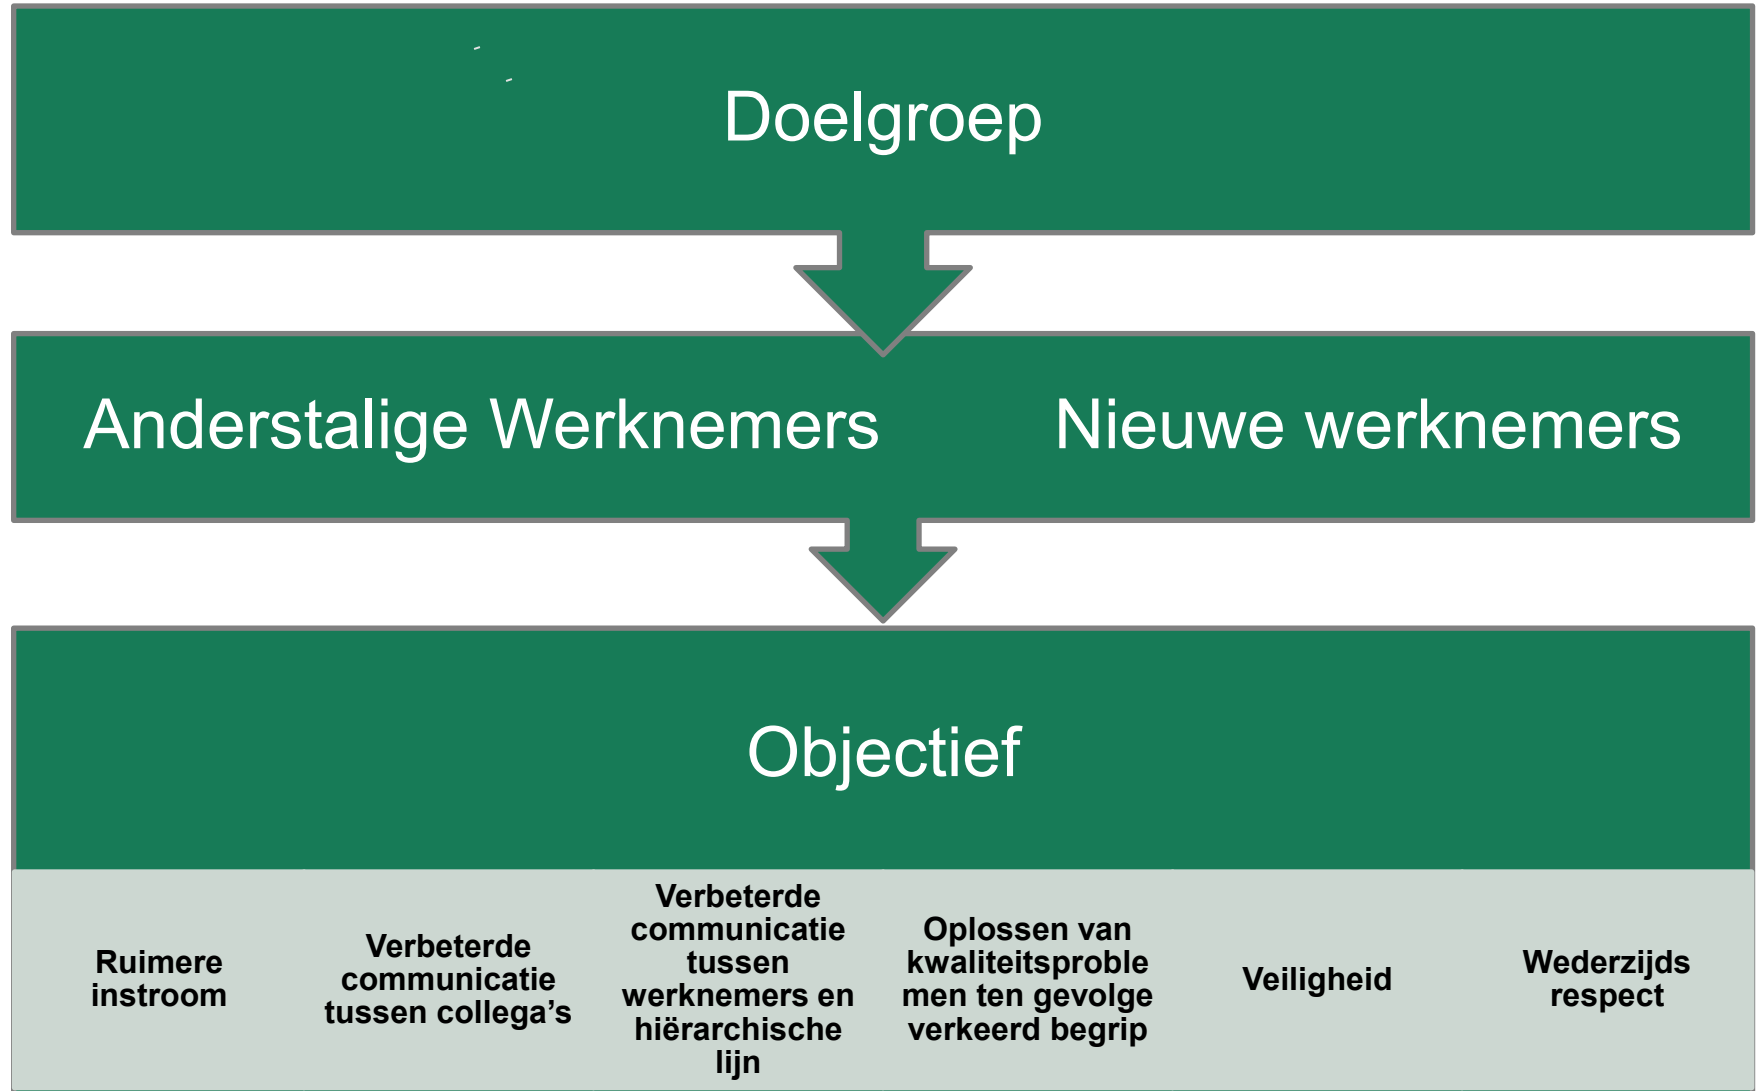 Doelgroep
Anderstalige Werknemers
Nieuwe werknemers
Objectief
Ruimere
instroom
Verbeterde
communicatie
tussen collega’s
Verbeterde
communicatie
tussen
werknemers en
hiërarchische
lijn
Oplossen van
kwaliteitsproble
men ten gevolge
verkeerd begrip
Veiligheid
Wederzijds
respect